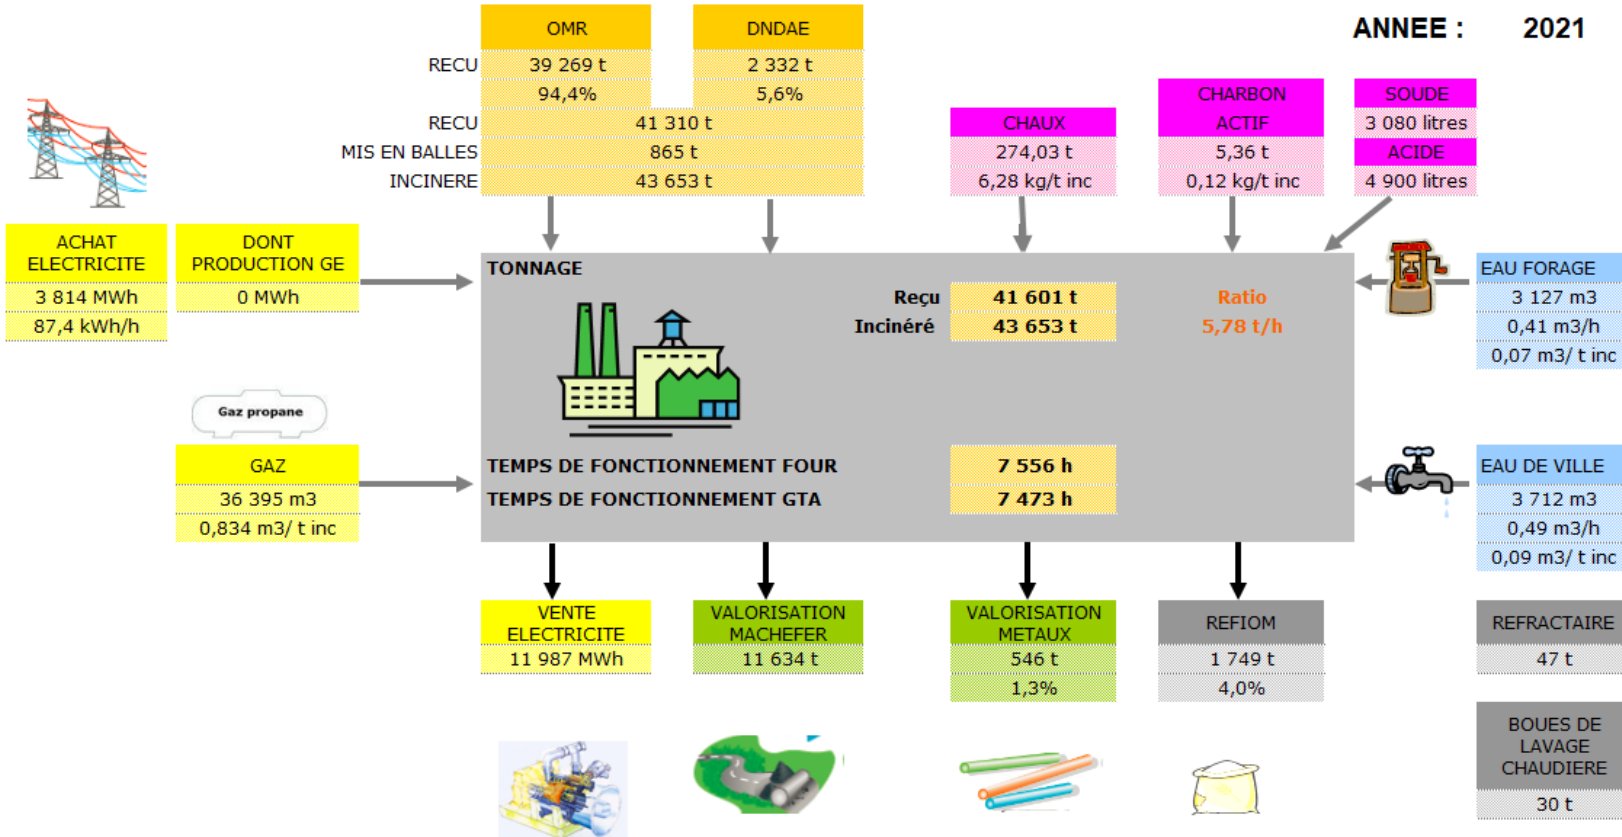 ANNEE : 2021
OMR
DNDAE
RECU 39 269 t 2 332 t
94,4% 5,6%
RECU 41 310 t
MIS EN BALLES 865 t
INCINERE 43 653 t
CHAUX
274,03 t
6,28 kg/t inc
CHARBON
ACTIF
5,36 t
0,12 kg/t inc
SOUDE
3 080 litres
ACIDE
4 900 litres
ACHAT
ELECTRICITE
3 814 MWh
87,4 kWh/h
DONT
PRODUCTION GE
0 MWh
TONNAGE
Reçu 41 601 t
Incinéré 43 653 t
Ratio
5,78 t/h
EAU FORAGE
3 127 m3
0,41 m3/h
0,07 m3/ t inc
Gaz propane
GAZ
36 395 m3
0,834 m3/ t inc
TEMPS DE FONCTIONNEMENT FOUR 7 556 h
TEMPS DE FONCTIONNEMENT GTA 7 473 h
EAU DE VILLE
3 712 m3
0,49 m3/h
0,09 m3/ t inc
VENTE
ELECTRICITE
11 987 MWh
VALORISATION
MACHEFER
11 634 t
VALORISATION
METAUX
546 t
1,3%
REFIOM
1 749 t
4,0%
REFRACTAIRE
47 t
BOUES DE
LAVAGE
CHAUDIERE
30 t